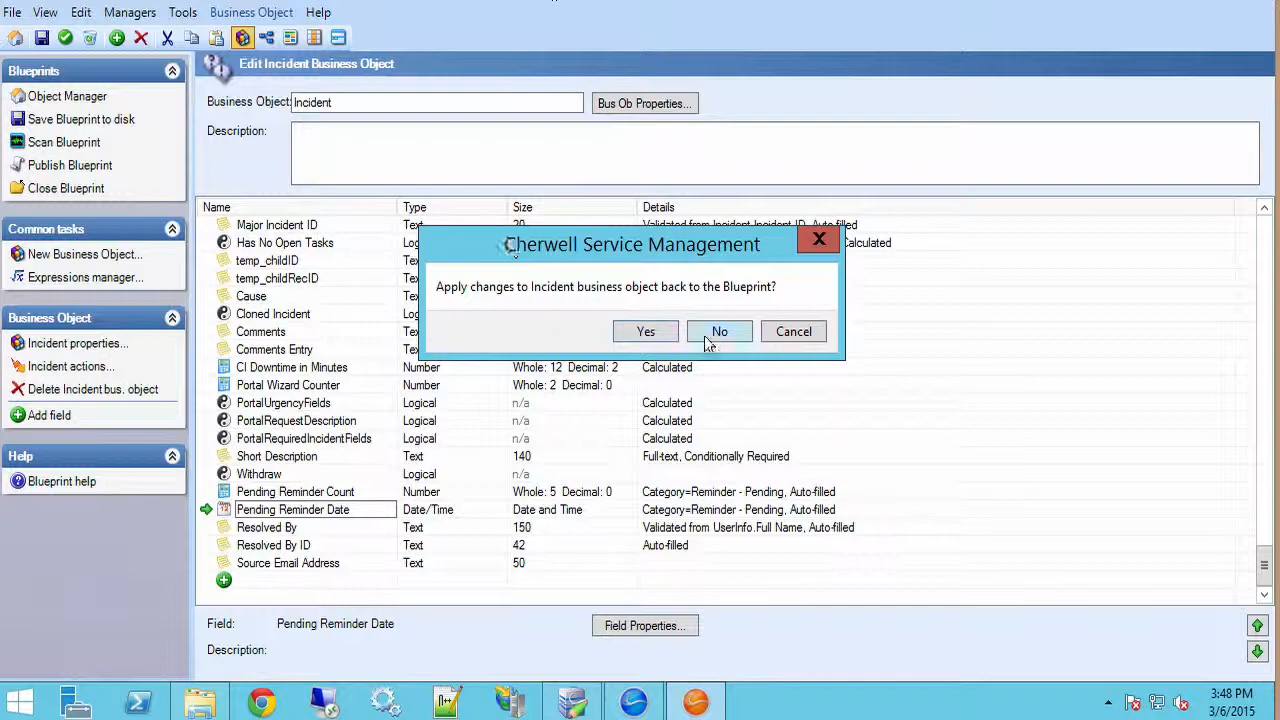 File View Edit Managers Tools Business Object Help
Blueprints
Object Manager
Save Blueprint to disk
Scan Blueprint
Publish Blueprint
Close Blueprint
Common tasks
New Business Object...
Expressions manager...
Business Object
Incident properties...
Incident actions...
Delete Incident bus. object
Add field
Help
Blueprint help
Edit Incident Business Object
Business Object: Incident Bus Ob Properties...
Description:
Name Type Size Details
Major Incident ID Text 20 Validated from Incident.Incident ID, Auto-filled
Has No Open Tasks Calculated
temp_childID
temp_childRecID
Cause
Cloned Incident
Comments
Comments Entry
CI Downtime in Minutes Number Whole: 12 Decimal: 2 Calculated
Portal Wizard Counter Number Whole: 2 Decimal: 0
PortalUrgencyFields Logical n/a Calculated
PortalRequestDescription Logical n/a Calculated
PortalRequiredIncidentFields Logical n/a Calculated
Short Description Text 140 Full-text, Conditionally Required
Withdraw Logical n/a
Pending Reminder Count Number Whole: 5 Decimal: 0 Category=Reminder - Pending, Auto-filled
Pending Reminder Date Date/Time Date and Time Category=Reminder - Pending, Auto-filled
Resolved By Text 150 Validated from UserInfo.Full Name, Auto-filled
Resolved By ID Text 42 Auto-filled
Source Email Address Text 50
Field: Pending Reminder Date Field Properties...
Description:
Cherwell Service Management X
Apply changes to Incident business object back to the Blueprint?
Yes No Cancel
3:48 PM
3/6/2015